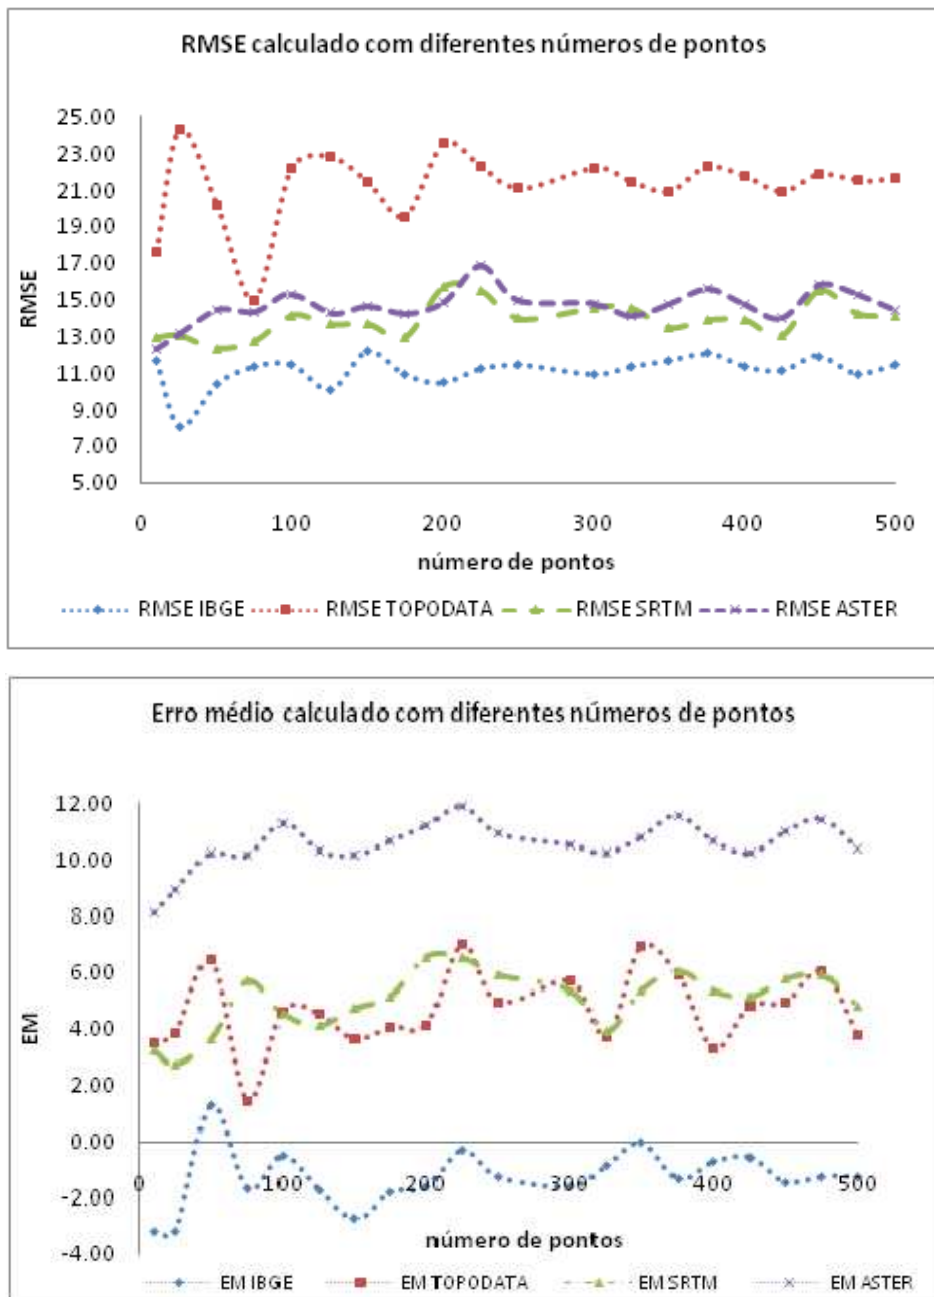 RMSE calculado com diferentes números de pontos
25.00
23.00
21.00
19.00
17.00
15.00
13.00
11.00
9.00
7.00
5.00
RMSE
0 100 200 300 400 500
número de pontos
RMSE IBGE RMSE TOPODATA RMSE SRTM RMSE ASTER
Erro médio calculado com diferentes números de pontos
12.00
10.00
8.00
6.00
4.00
2.00
0.00
-2.00
-4.00
EM
0 100 200 300 400 500
número de pontos
EM IBGE EM TOPODATA EM SRTM EM ASTER